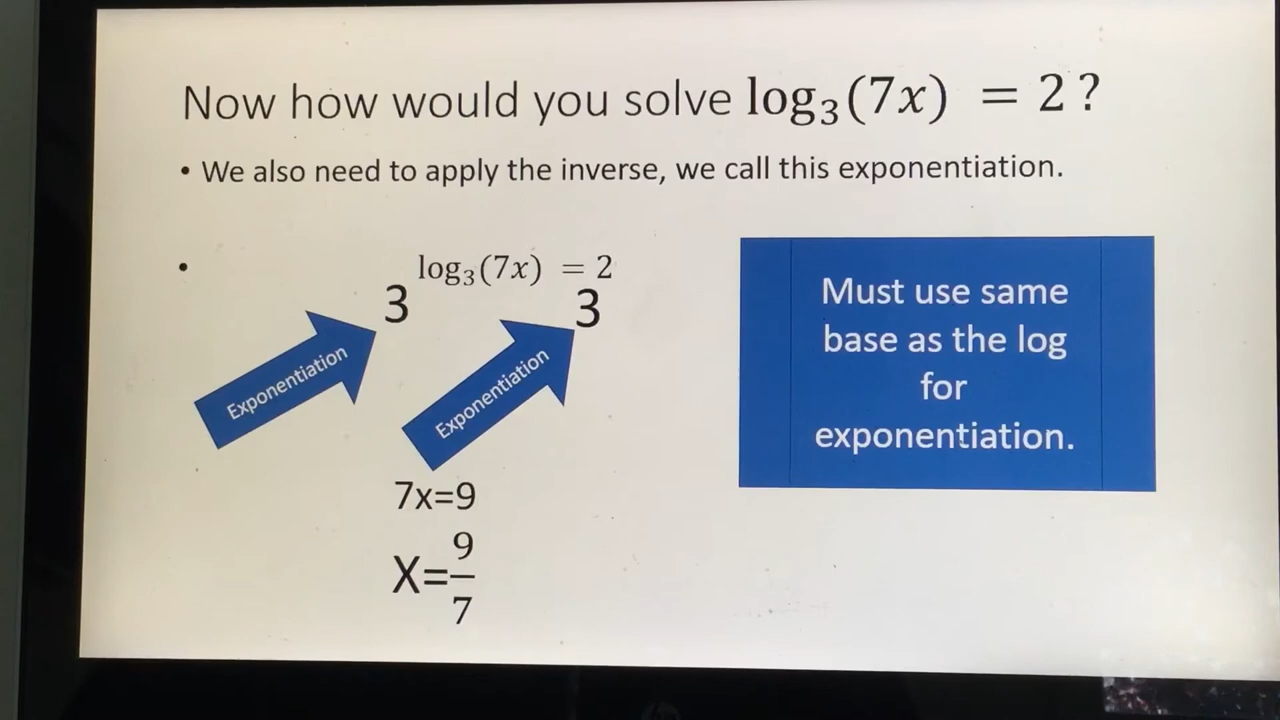 Now how would you solve log₃(7x) = 2?
• We also need to apply the inverse, we call this exponentiation.
•
log₃(7x) = 2
3 3
Exponentiation
Exponentiation
7x=9
X=9/7
Must use same
base as the log
for
exponentiation.